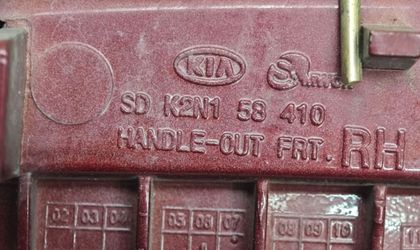 KIA
SD K2N1 58 410
HANDLE-OUT FRT. RH
02 03 04 05 06 07 08 09 10